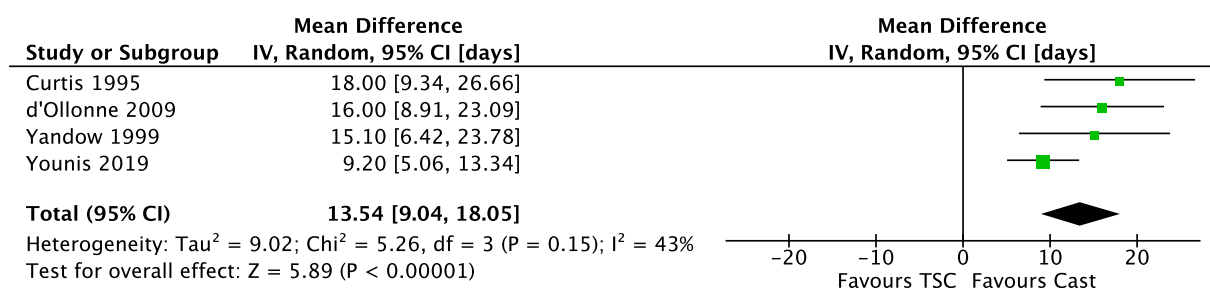 Mean Difference Mean Difference
Study or Subgroup IV, Random, 95% CI [days] IV, Random, 95% CI [days]
Curtis 1995 18.00 [9.34, 26.66]
d'Ollonne 2009 16.00 [8.91, 23.09]
Yandow 1999 15.10 [6.42, 23.78]
Younis 2019 9.20 [5.06, 13.34]
Total (95% CI) 13.54 [9.04, 18.05]
Heterogeneity: Tau² = 9.02; Chi² = 5.26, df = 3 (P = 0.15); I² = 43%
Test for overall effect: Z = 5.89 (P < 0.00001)
-20 -10 0 10 20
Favours TSC Favours Cast